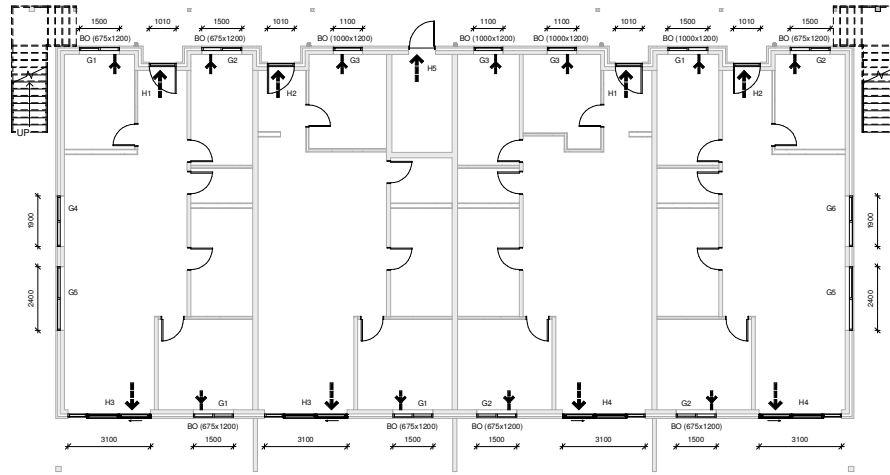 1500 1010 1500 1010 1100 1100 1100 1010 1500 1010 1500
BO (675x1200) BO (675x1200) BO (1000x1200) BO (1000x1200) BO (1000x1200) BO (675x1200) BO (675x1200)
G1 G2 G3 G3 G3 G1 G2
H1 H2 H5 H1 H2
UP
G4 G6
1900 1900
G5 G5
2400 2400
H3 G1 H3 G1 G2 H4 G2 H4
BO (675x1200) BO (675x1200) BO (675x1200) BO (675x1200)
3100 1500 3100 1500 1500 3100 1500 3100